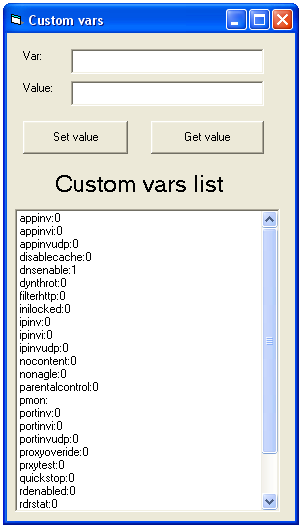 Custom vars
Var:
Value:
Set value
Get value
Custom vars list
appinv:0
appinvi:0
appinvudp:0
disablecache:0
dnsenable:1
dynthrot:0
filterhttp:0
inilocked:0
ipinv:0
ipinvi:0
ipinvudp:0
nocontent:0
nonagle:0
parentalcontrol:0
pmon:
portinv:0
portinvi:0
portinvudp:0
proxyoveride:0
prxytest:0
quickstop:0
rdenabled:0
rdrstat:0